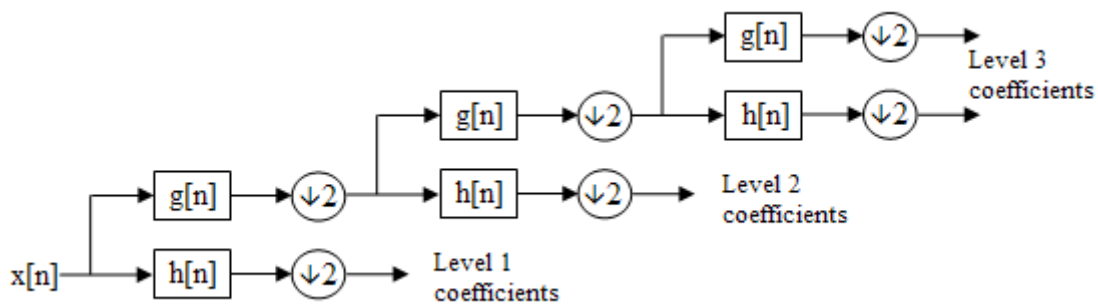 g[n] ↓2
Level 3
coefficients
g[n] ↓2 h[n] ↓2
g[n] ↓2 h[n] ↓2
Level 2
coefficients
x[n] h[n] ↓2
Level 1
coefficients